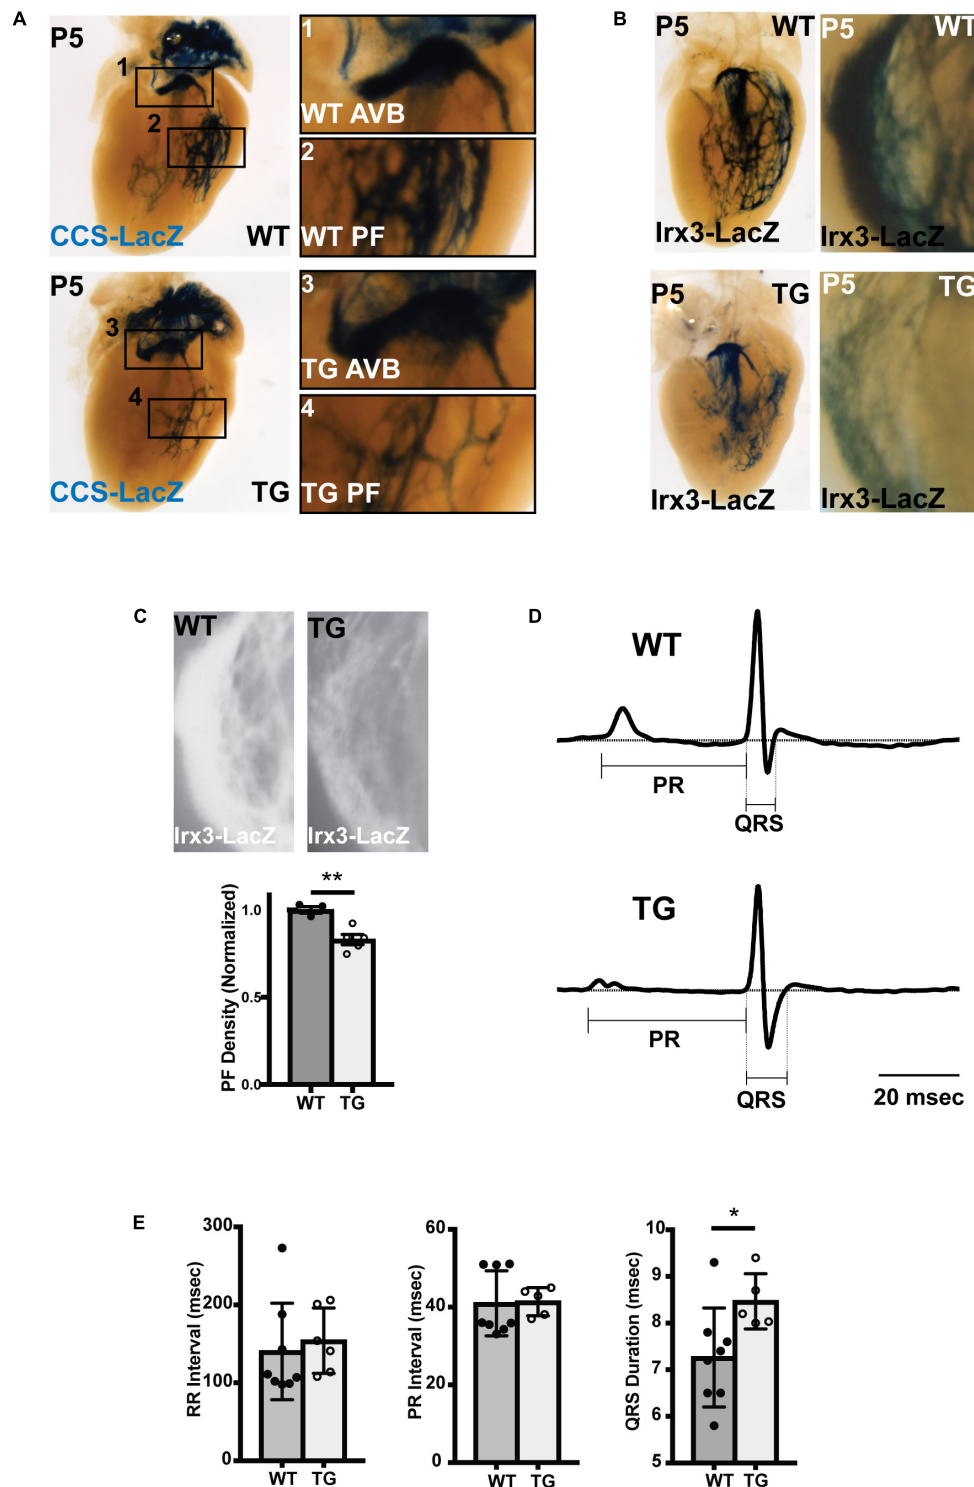 A
P5
1
2
CCS-LacZ
WT
1
WT AVB
2
WT PF
P5
3
4
CCS-LacZ
TG
3
TG AVB
4
TG PF
B
P5
WT
Irx3-LacZ
P5
WT
Irx3-LacZ
P5
TG
Irx3-LacZ
P5
TG
Irx3-LacZ
C
WT
Irx3-LacZ
TG
Irx3-LacZ
**
PF Density (Normalized)
1.0
0.5
0.0
WT
TG
D
WT
PR
QRS
TG
PR
QRS
20 msec
E
RR Interval (msec)
300
200
100
0
WT
TG
PR Interval (msec)
60
40
20
0
WT
TG
*
QRS Duration (msec)
10
9
8
7
6
5
WT
TG